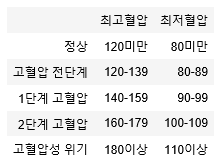 최고혈압 최저혈압
정상 120미만 80미만
고혈압 전단계 120-139 80-89
1단계 고혈압 140-159 90-99
2단계 고혈압 160-179 100-109
고혈압성 위기 180이상 110이상